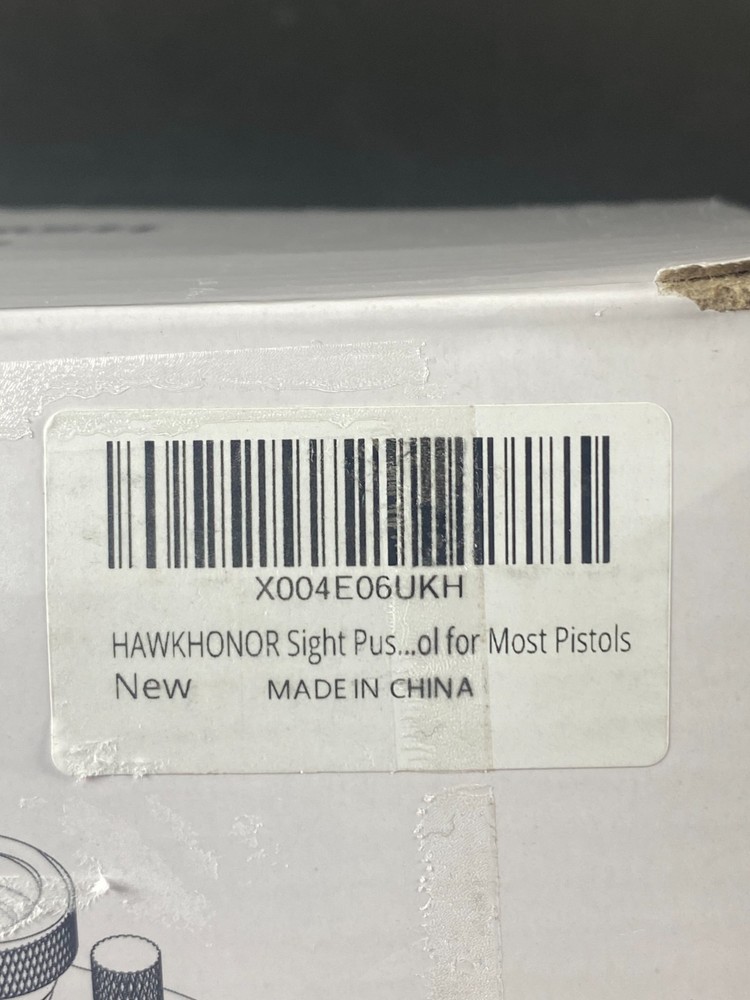 X004E06UKH
HAWKHONOR Sight Pus...ol for Most Pistols
New MADE IN CHINA